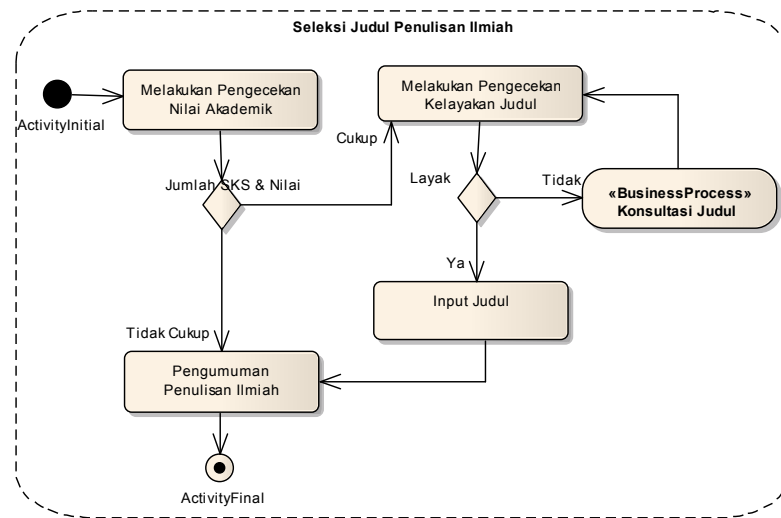 Seleksi Judul Penulisan Ilmiah
ActivityInitial
Melakukan Pengecekan
Nilai Akademik
Melakukan Pengecekan
Kelayakan Judul
Cukup
Jumlah SKS & Nilai
Layak
Tidak
«BusinessProcess»
Konsultasi Judul
Ya
Input Judul
Tidak Cukup
Pengumuman
Penulisan Ilmiah
ActivityFinal